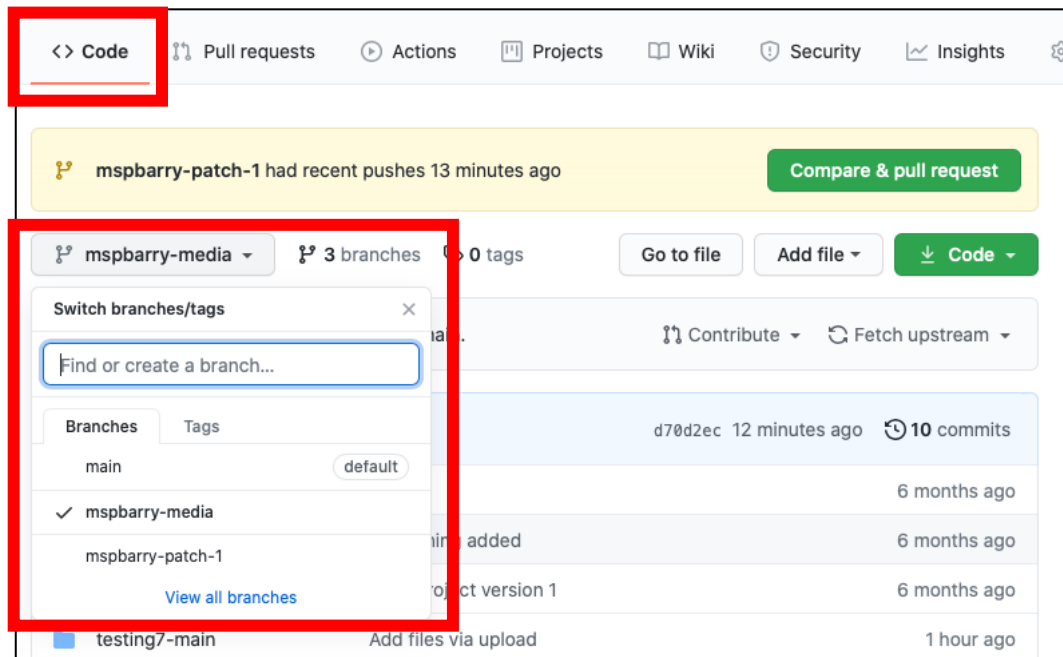 <> Code Pull requests Actions Projects Wiki Security Insights
mspbarry-patch-1 had recent pushes 13 minutes ago Compare & pull request
mspbarry-media 3 branches 0 tags Go to file Add file Code
Switch branches/tags
Contribute Fetch upstream
Find or create a branch...
Branches Tags
d70d2ec 12 minutes ago 10 commits
main default
6 months ago
mspbarry-media
added 6 months ago
mspbarry-patch-1
version 1 6 months ago
View all branches
testing7-main Add files via upload 1 hour ago